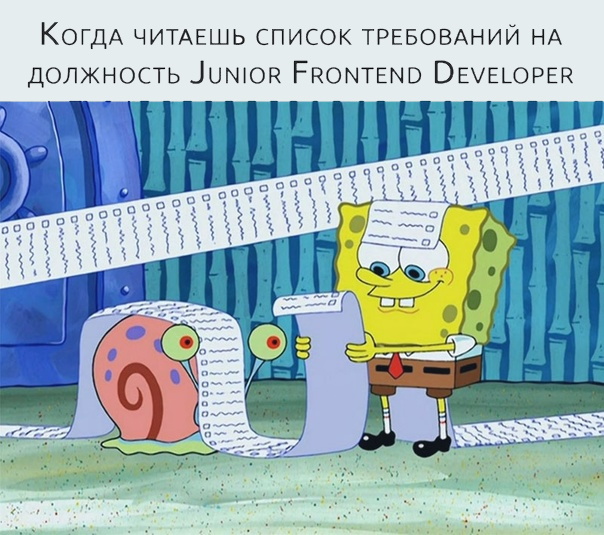 Когда читаешь список требований на
должность Junior Frontend Developer